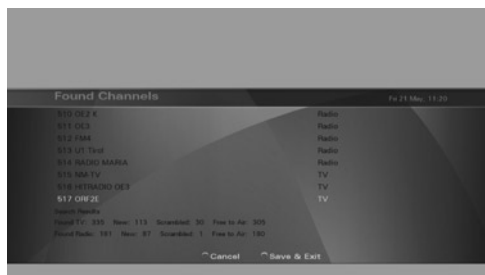 Found Channels
Fri 21 May, 11:20
510 OE2 K Radio
511 OE3 Radio
512 FM4 Radio
513 U1 Tirol Radio
514 RADIO MARIA Radio
515 NM-TV TV
516 HITRADIO OE3 TV
517 ORF2E TV
Search Results
Found TV: 335 New: 113 Scrambled: 30 Free to Air: 305
Found Radio: 181 New: 87 Scrambled: 1 Free to Air: 180
Cancel Save & Exit